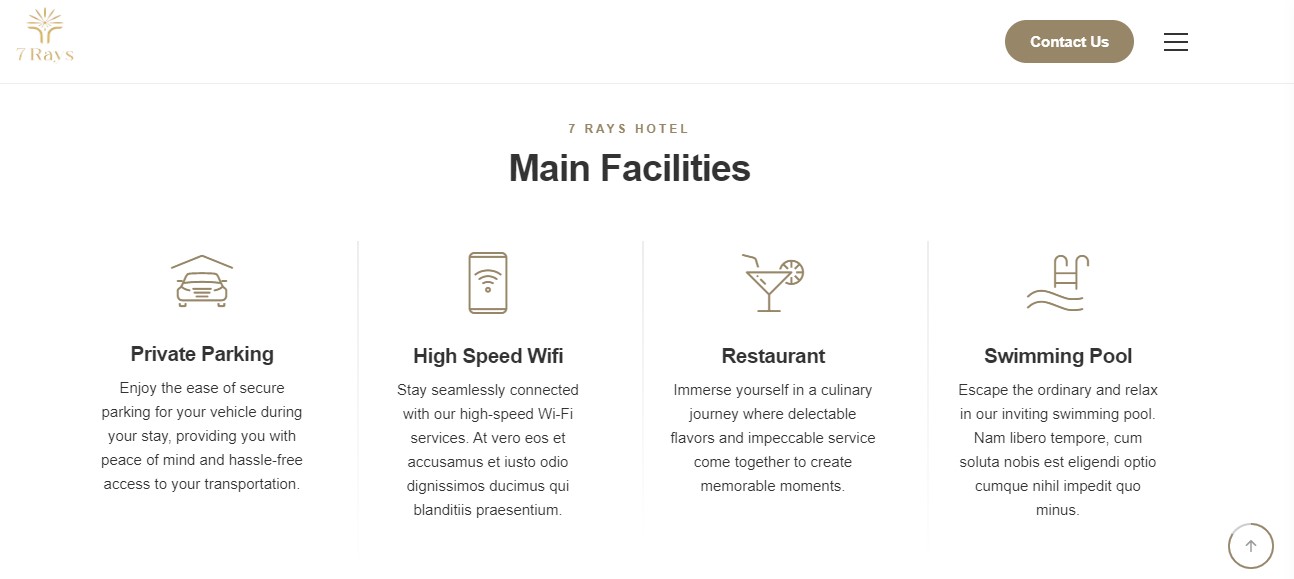 7 Rays
Contact Us
7 RAYS HOTEL
Main Facilities
Private Parking
Enjoy the ease of secure
parking for your vehicle during
your stay, providing you with
peace of mind and hassle-free
access to your transportation.
High Speed Wifi
Stay seamlessly connected
with our high-speed Wi-Fi
services. At vero eos et
accusamus et iusto odio
dignissimos ducimus qui
blanditiis praesentium.
Restaurant
Immerse yourself in a culinary
journey where delectable
flavors and impeccable service
come together to create
memorable moments.
Swimming Pool
Escape the ordinary and relax
in our inviting swimming pool.
Nam libero tempore, cum
soluta nobis est eligendi optio
cumque nihil impedit quo
minus.